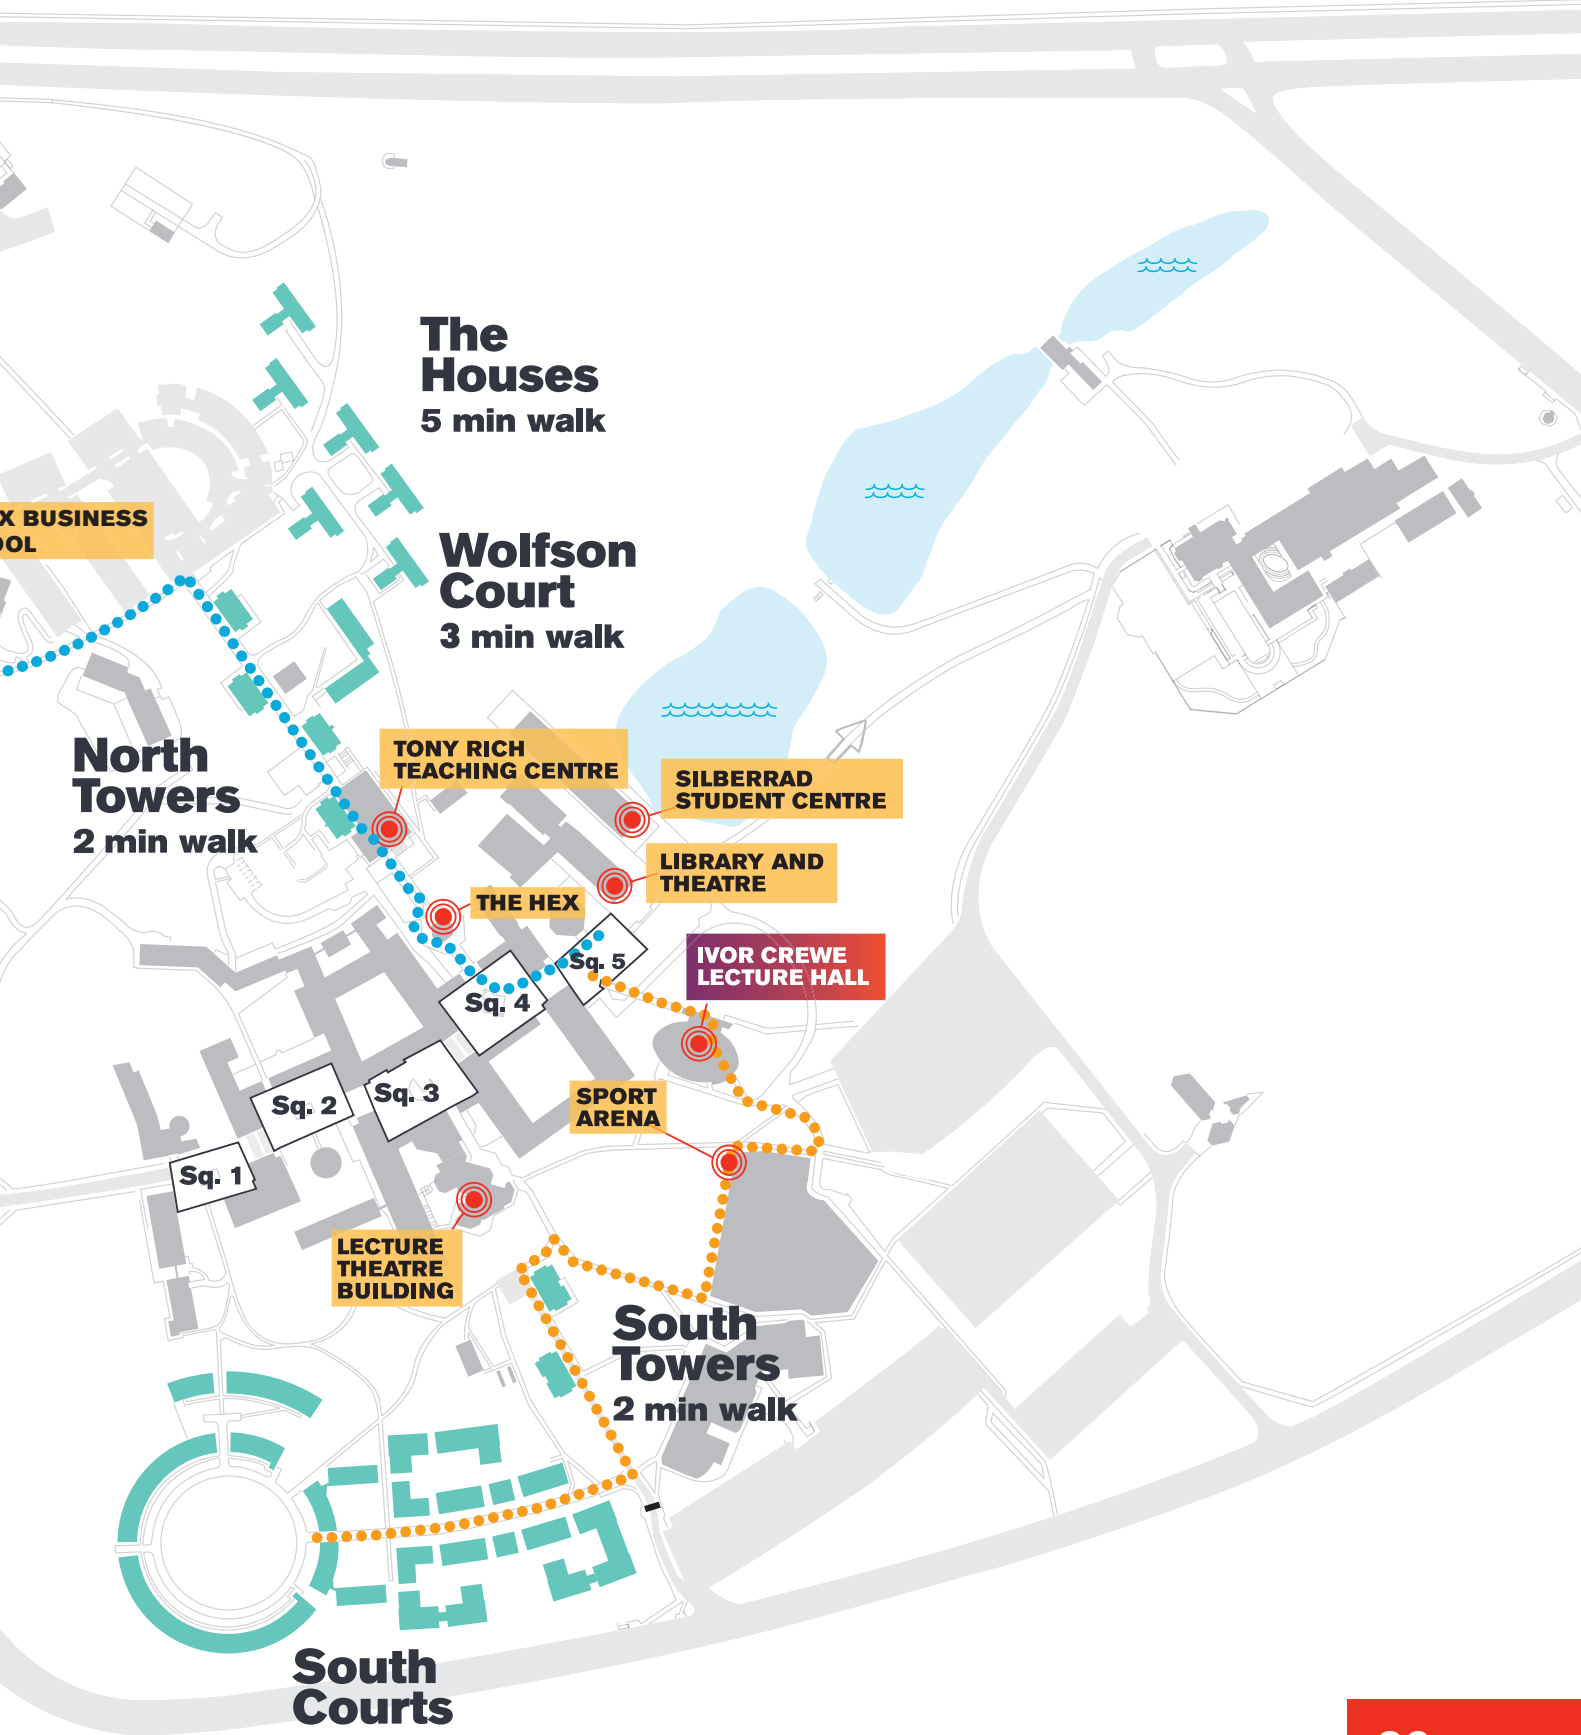 The
Houses
5 min walk
X BUSINESS
OOL
Wolfson
Court
3 min walk
North
Towers
2 min walk
TONY RICH
TEACHING CENTRE
SILBERRAD
STUDENT CENTRE
LIBRARY AND
THEATRE
THE HEX
IVOR CREWE
LECTURE HALL
Sq. 5
Sq. 4
Sq. 3
Sq. 2
Sq. 1
SPORT
ARENA
LECTURE
THEATRE
BUILDING
South
Towers
2 min walk
South
Courts